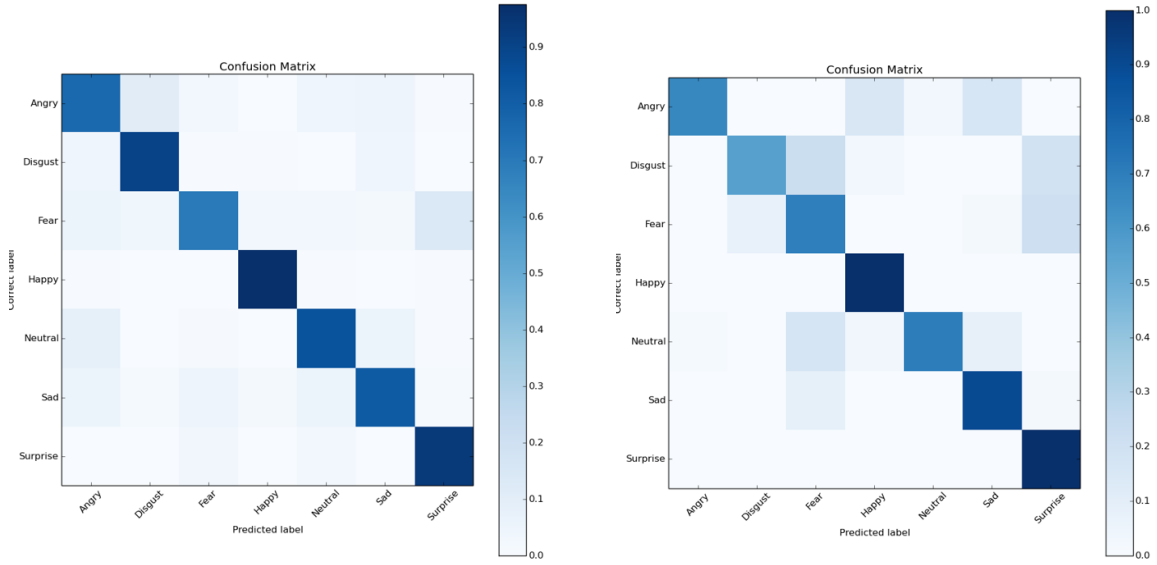 Confusion Matrix
Angry
Disgust
Fear
Happy
Neutral
Sad
Surprise
Correct label
Angry
Disgust
Fear
Happy
Neutral
Sad
Surprise
Predicted label
0.9
0.8
0.7
0.6
0.5
0.4
0.3
0.2
0.1
0.0
Confusion Matrix
Angry
Disgust
Fear
Happy
Neutral
Sad
Surprise
Correct label
Angry
Disgust
Fear
Happy
Neutral
Sad
Surprise
Predicted label
1.0
0.9
0.8
0.7
0.6
0.5
0.4
0.3
0.2
0.1
0.0